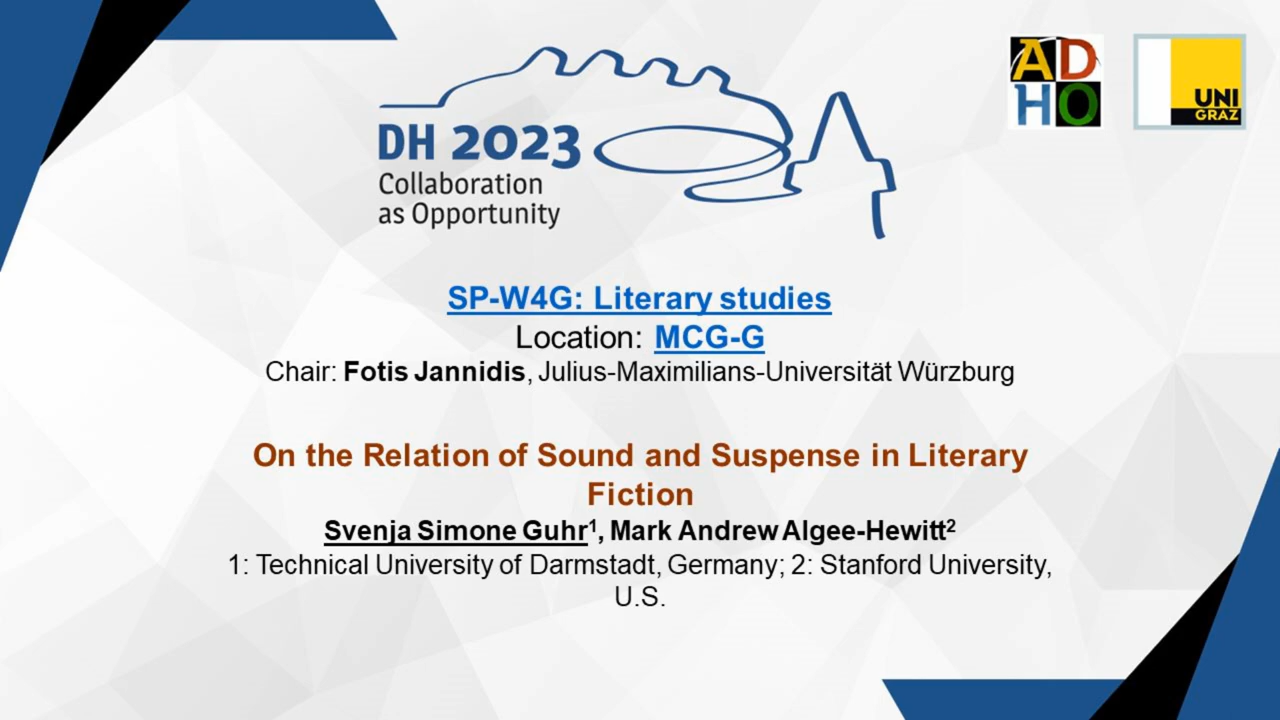 DH 2023
Collaboration
as Opportunity
AD
HO
UNI
GRAZ
SP-W4G: Literary studies
Location: MCG-G
Chair: Fotis Jannidis, Julius-Maximilians-Universität Würzburg
On the Relation of Sound and Suspense in Literary
Fiction
Svenja Simone Guhr¹, Mark Andrew Algee-Hewitt²
1: Technical University of Darmstadt, Germany; 2: Stanford University,
U.S.